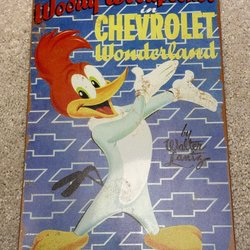 Woody Woodpecker
in
CHEVROLET
Wonderland
by
Walter
Lantz